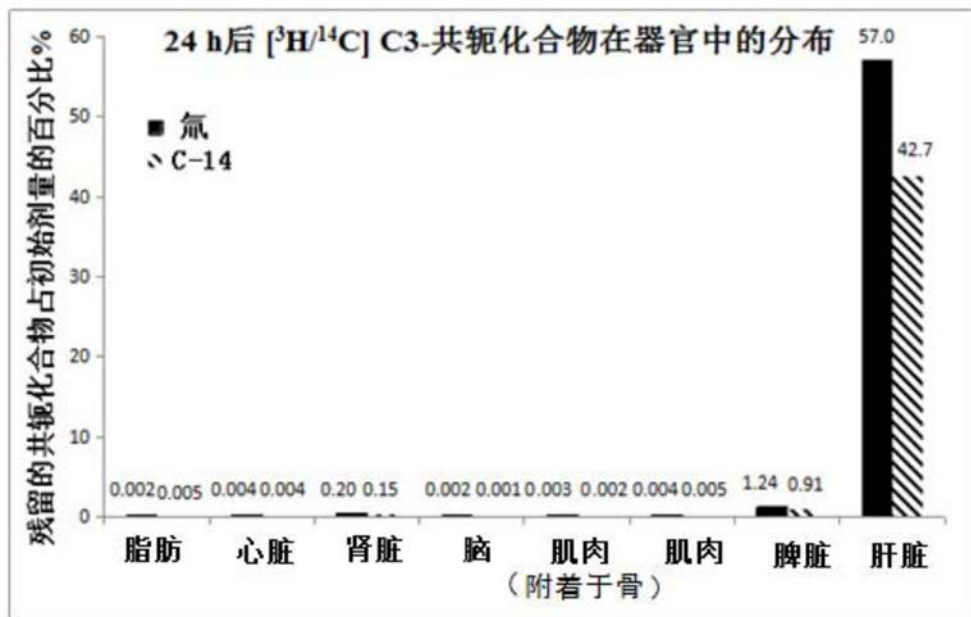 24 h后 [³H/¹⁴C] C3-共轭化合物在器官中的分布
残留的共轭化合物占初始剂量的百分比%
60
50
40
30
20
10
0
氚
C-14
57.0
42.7
0.002 0.005 0.004 0.004 0.20 0.15 0.002 0.001 0.003 0.002 0.004 0.005 1.24 0.91
脂肪 心脏 肾脏 脑 肌肉 肌肉 脾脏 肝脏
（附着于骨）